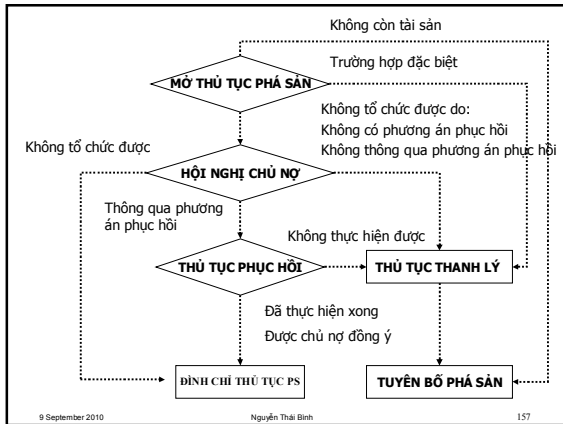 Không còn tài sản
Trường hợp đặc biệt
MỞ THỦ TỤC PHÁ SẢN
Không tổ chức được do:
Không có phương án phục hồi
Không thông qua phương án phục hồi
Không tổ chức được
HỘI NGHỊ CHỦ NỢ
Thông qua phương
án phục hồi
Không thực hiện được
THỦ TỤC PHỤC HỒI
THỦ TỤC THANH LÝ
Đã thực hiện xong
Được chủ nợ đồng ý
ĐÌNH CHỈ THỦ TỤC PS
TUYÊN BỐ PHÁ SẢN
9 September 2010
Nguyễn Thái Bình
157